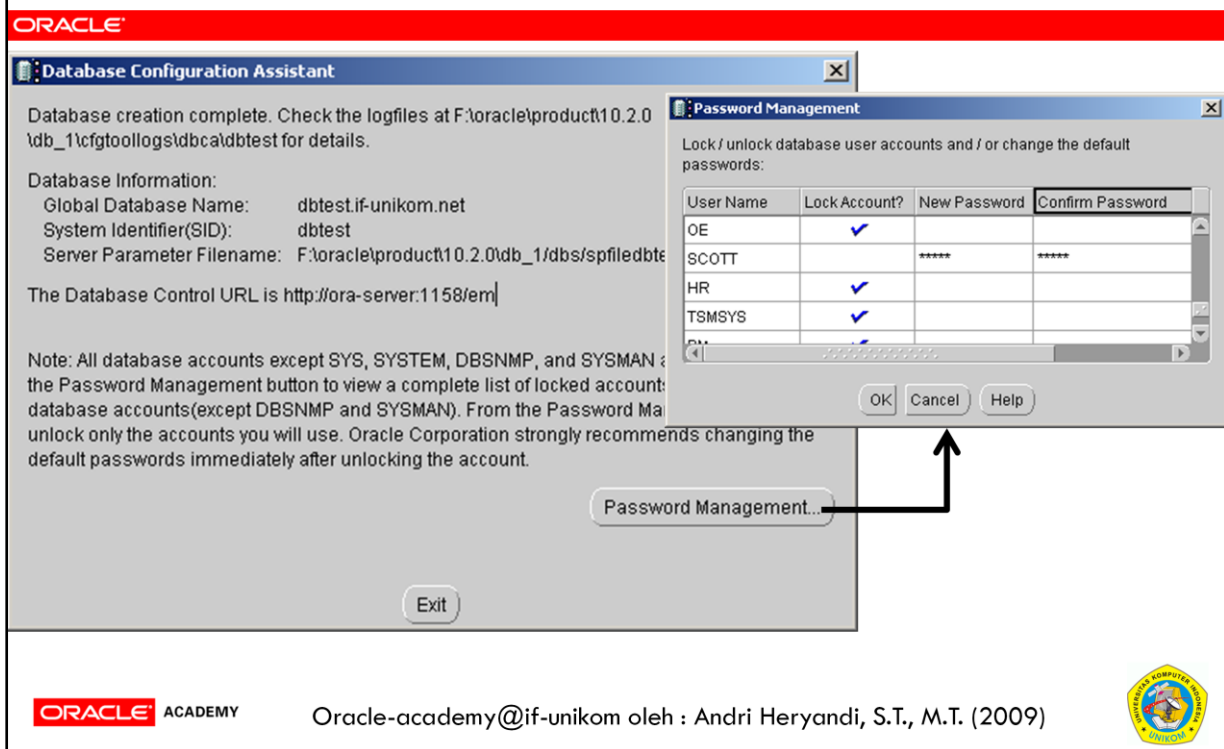 ORACLE
Database Configuration Assistant
Database creation complete. Check the logfiles at F:\oracle\product\10.2.0
\db_1\cfgtoollogs\dbca\dbtest for details.
Database Information:
Global Database Name: dbtest.if-unikom.net
System Identifier(SID): dbtest
Server Parameter Filename: F:\oracle\product\10.2.0\db_1/dbs/spfiledbte
The Database Control URL is http://ora-server:1158/em
Note: All database accounts except SYS, SYSTEM, DBSNMP, and SYSMAN
the Password Management button to view a complete list of locked accounts
database accounts(except DBSNMP and SYSMAN). From the Password Ma
unlock only the accounts you will use. Oracle Corporation strongly recommends changing the
default passwords immediately after unlocking the account.
Password Management...
Exit
Password Management
Lock / unlock database user accounts and / or change the default
passwords:
User Name Lock Account? New Password Confirm Password
OE
SCOTT ***** *****
HR
TSMSYS
OK Cancel Help
ORACLE ACADEMY
Oracle-academy@if-unikom oleh : Andri Heryandi, S.T., M.T. (2009)
UNIVERSITAS KOMPUTER INDONESIA
UNIKOM